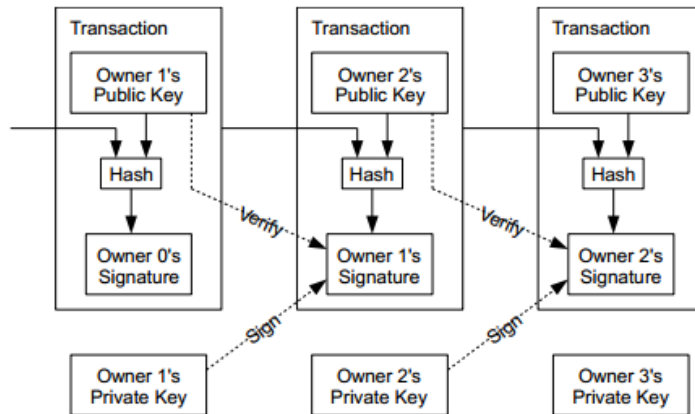 Transaction
Owner 1's
Public Key
Hash
Owner 0's
Signature
Verify
Transaction
Owner 2's
Public Key
Hash
Owner 1's
Signature
Verify
Transaction
Owner 3's
Public Key
Hash
Owner 2's
Signature
Sign
Sign
Owner 1's
Private Key
Owner 2's
Private Key
Owner 3's
Private Key